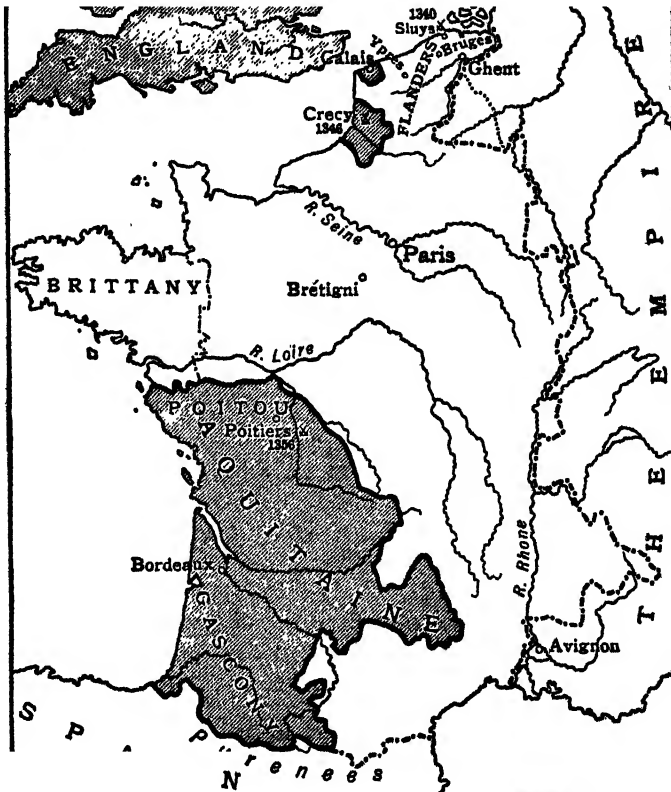 ENGLAND
1340
Sluys
Bruges
Ypres
Calais
Ghent
FLANDERS
Crecy
1346
R. Seine
Paris
BRITTANY
Brétigni
R. Loire
POITOU
Poitiers
1356
AQUITAINE
Bordeaux
GASCONY
R. Rhone
Avignon
THE EMPIRE
SPAIN
Pyrenees